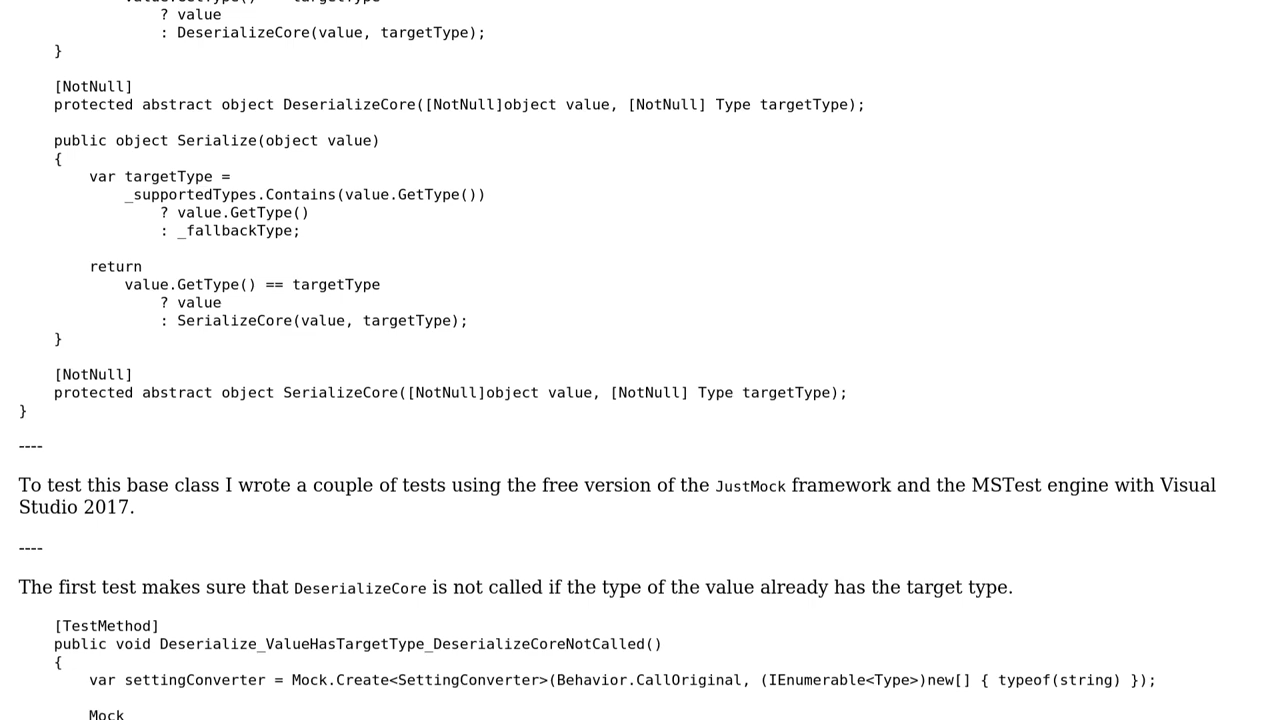 ? value
: DeserializeCore(value, targetType);
}
[NotNull]
protected abstract object DeserializeCore([NotNull]object value, [NotNull] Type targetType);
public object Serialize(object value)
{
var targetType =
_supportedTypes.Contains(value.GetType())
? value.GetType()
: _fallbackType;
return
value.GetType() == targetType
? value
: SerializeCore(value, targetType);
}
[NotNull]
protected abstract object SerializeCore([NotNull]object value, [NotNull] Type targetType);
}
----
To test this base class I wrote a couple of tests using the free version of the JustMock framework and the MSTest engine with Visual
Studio 2017.
----
The first test makes sure that DeserializeCore is not called if the type of the value already has the target type.
[TestMethod]
public void Deserialize_ValueHasTargetType_DeserializeCoreNotCalled()
{
var settingConverter = Mock.Create<SettingConverter>(Behavior.CallOriginal, (IEnumerable<Type>)new[] { typeof(string) });
Mock